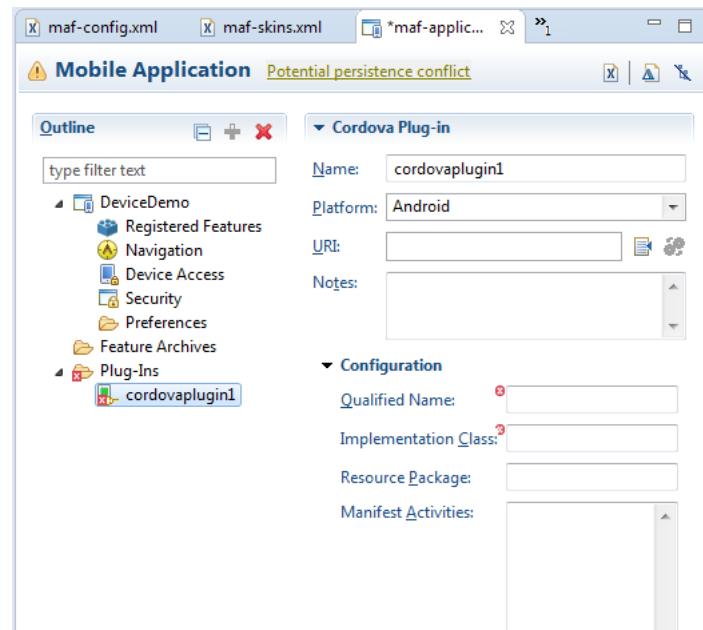 maf-config.xml maf-skins.xml *maf-applic... »1
Mobile Application Potential persistence conflict
Outline
type filter text
DeviceDemo
Registered Features
Navigation
Device Access
Security
Preferences
Feature Archives
Plug-Ins
cordovaplugin1
Cordova Plug-in
Name: cordovaplugin1
Platform: Android
URI:
Notes:
Configuration
Qualified Name:
Implementation Class:
Resource Package:
Manifest Activities: